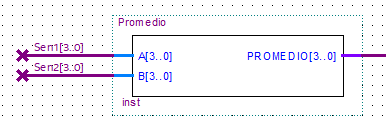 Promedio
Sen1[3..0]
A[3..0]
PROMEDIO[3..0]
Sen2[3..0]
B[3..0]
inst